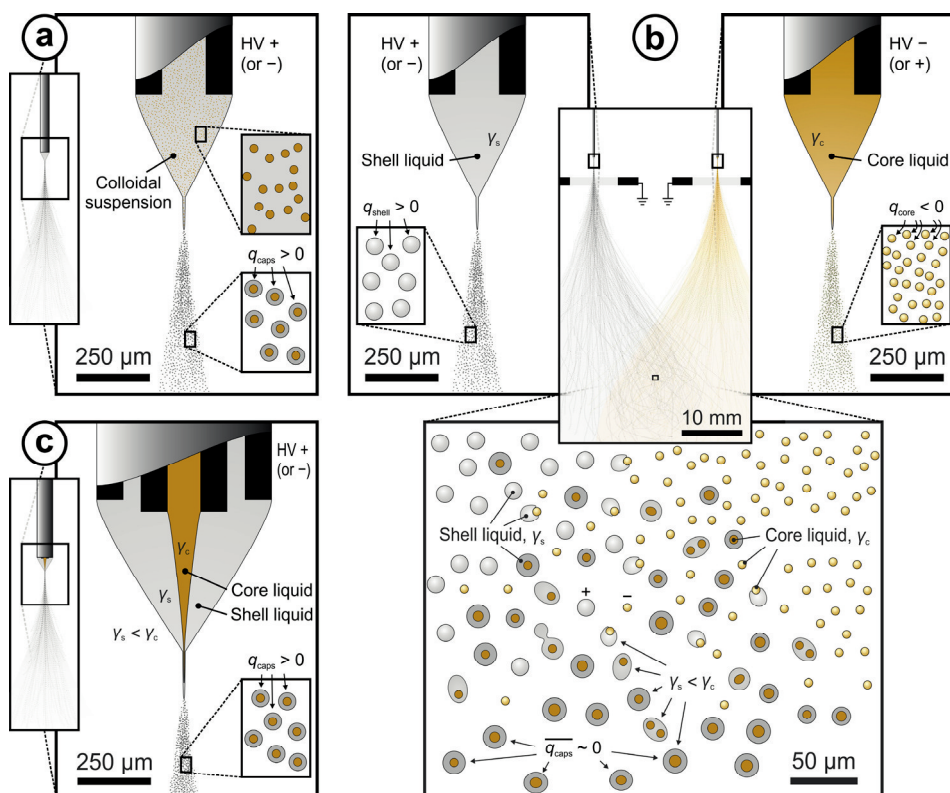 a
HV +
(or −)
Colloidal
suspension
q_caps > 0
250 µm
b
HV +
(or −)
γ_s
Shell liquid
q_shell > 0
250 µm
10 mm
HV −
(or +)
γ_c
Core liquid
q_core < 0
250 µm
Shell liquid, γ_s
Core liquid, γ_c
+
−
γ_s < γ_c
q_caps ~ 0
50 µm
c
HV +
(or −)
γ_c
Core liquid
γ_s
Shell liquid
γ_s < γ_c
q_caps > 0
250 µm